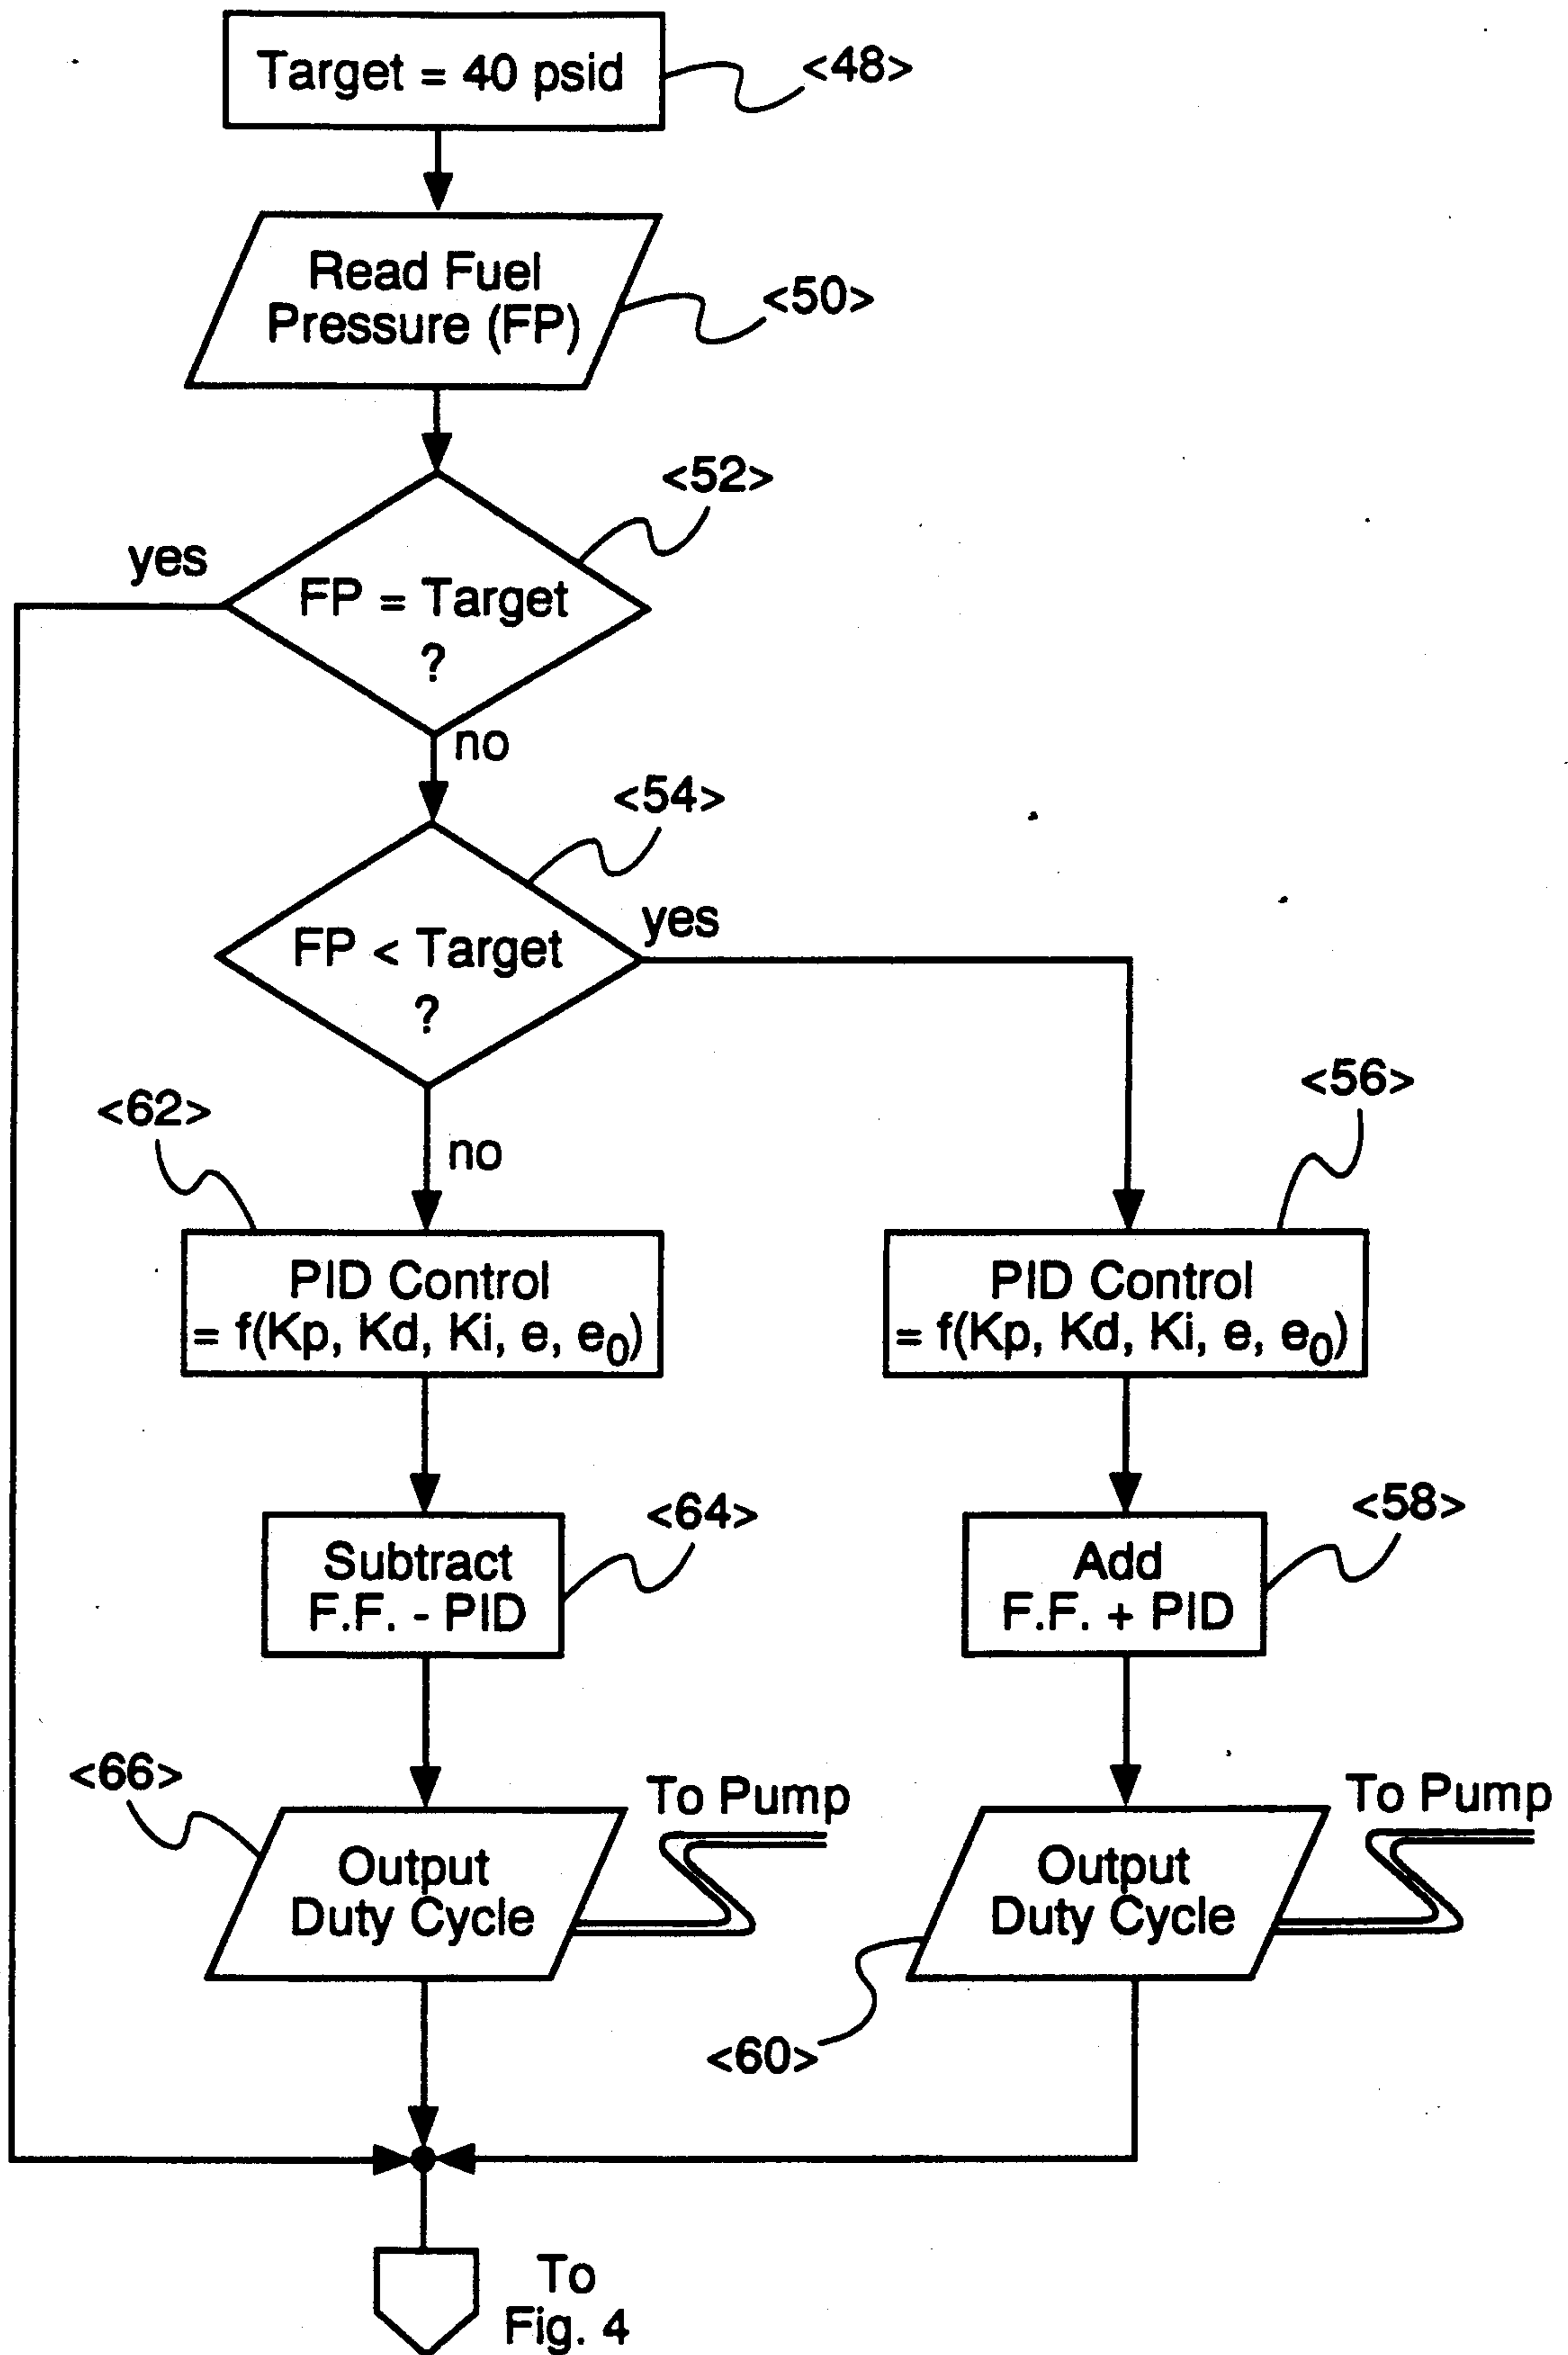 Target = 40 psid
<48>
Read Fuel
Pressure (FP)
<50>
<52>
yes
FP = Target
?
no
<54>
FP < Target
?
yes
<62>
no
<56>
PID Control
= f(Kp, Kd, Ki, e, e₀)
PID Control
= f(Kp, Kd, Ki, e, e₀)
<64>
Subtract
F.F. - PID
<58>
Add
F.F. + PID
<66>
To Pump
Output
Duty Cycle
To Pump
Output
Duty Cycle
<60>
To
Fig. 4